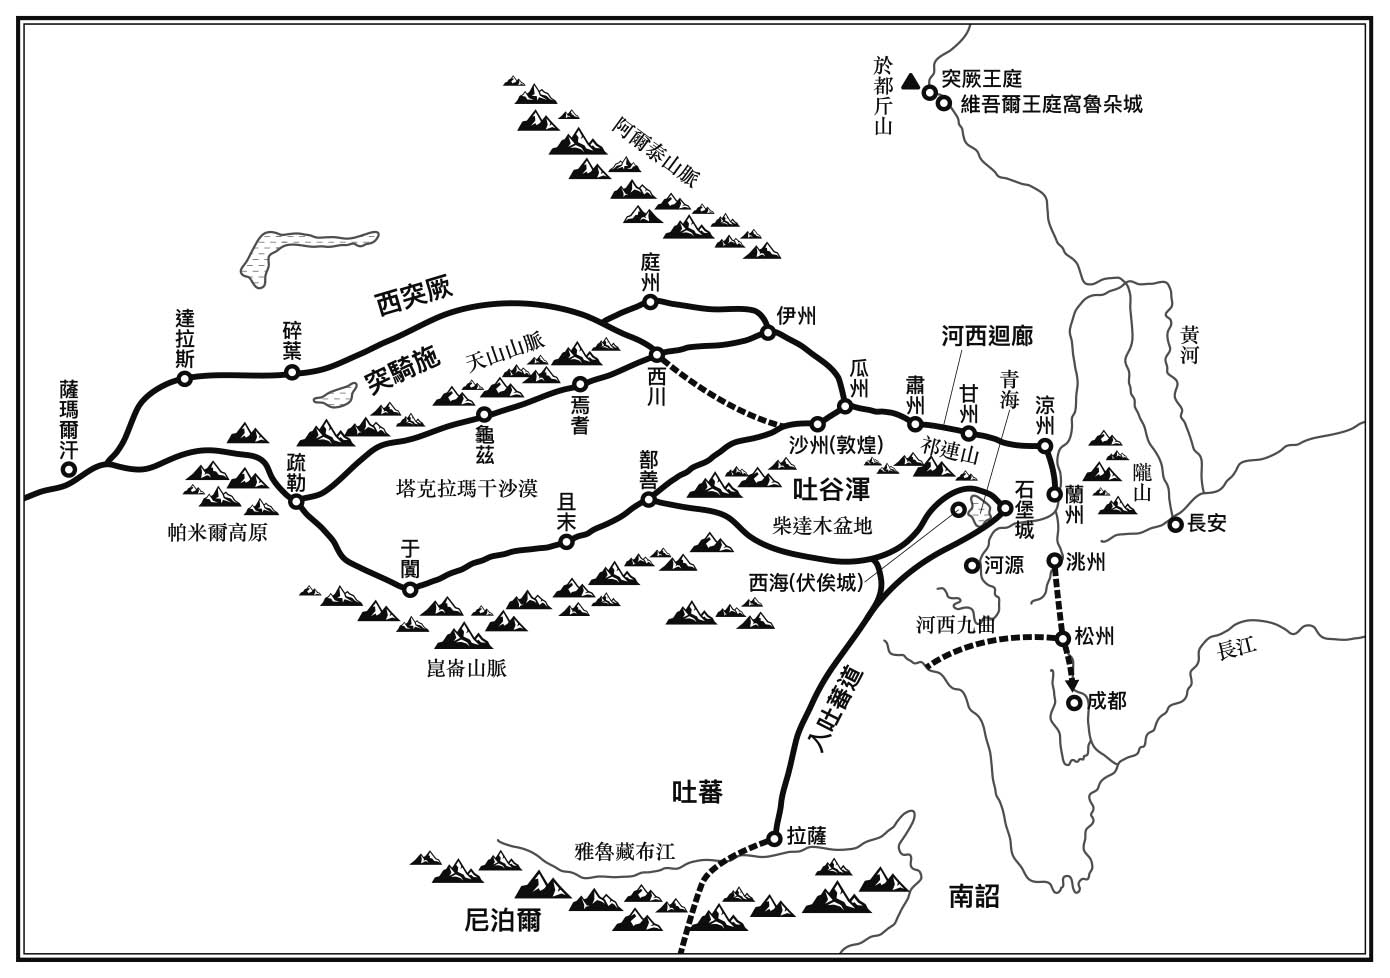 於都斤山
突厥王庭
維吾爾王庭窩魯朵城
阿爾泰山脈
庭州
伊州
西突厥
達拉斯
碎葉
突騎施
天山山脈
西川
焉耆
龜茲
薩瑪爾汗
疏勒
帕米爾高原
塔克拉瑪干沙漠
鄯善
且末
于闐
崑崙山脈
瓜州
沙州(敦煌)
肅州
甘州
河西迴廊
青海
涼州
祁連山
黃河
隴山
蘭州
長安
石堡城
吐谷渾
柴達木盆地
西海(伏俟城)
河源
洮州
河西九曲
松州
成都
長江
入吐蕃道
吐蕃
拉薩
雅魯藏布江
尼泊爾
南詔